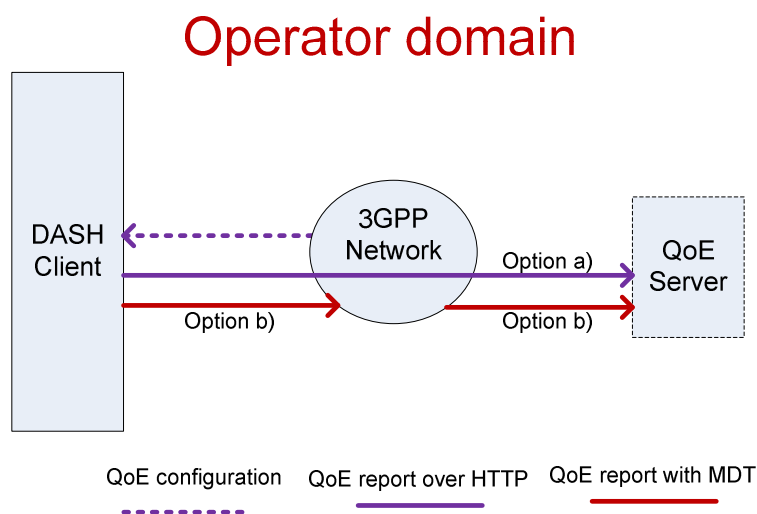 Operator domain
DASH
Client
3GPP
Network
QoE
Server
Option a)
Option b)
Option b)
QoE configuration
QoE report over HTTP
QoE report with MDT